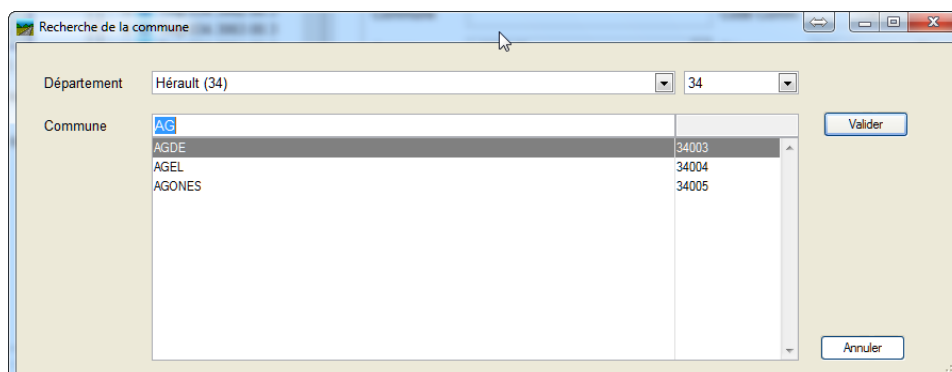 Recherche de la commune
Département Hérault (34) 34
Commune AG Valider
AGDE 34003
AGEL 34004
AGONES 34005
Annuler